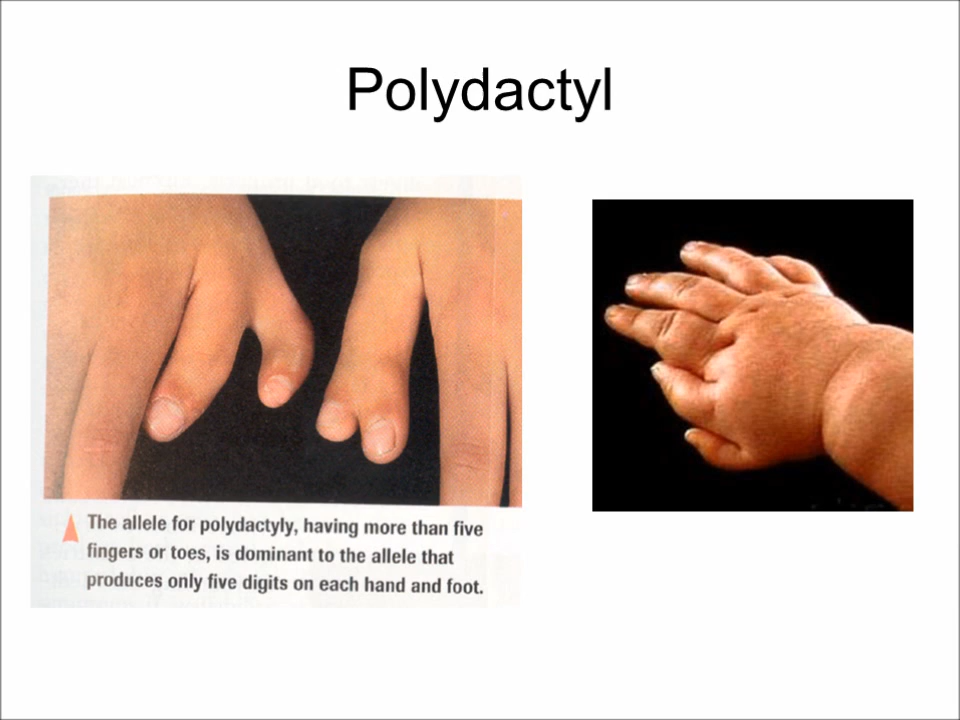 Polydactyl
The allele for polydactyly, having more than five
fingers or toes, is dominant to the allele that
produces only five digits on each hand and foot.